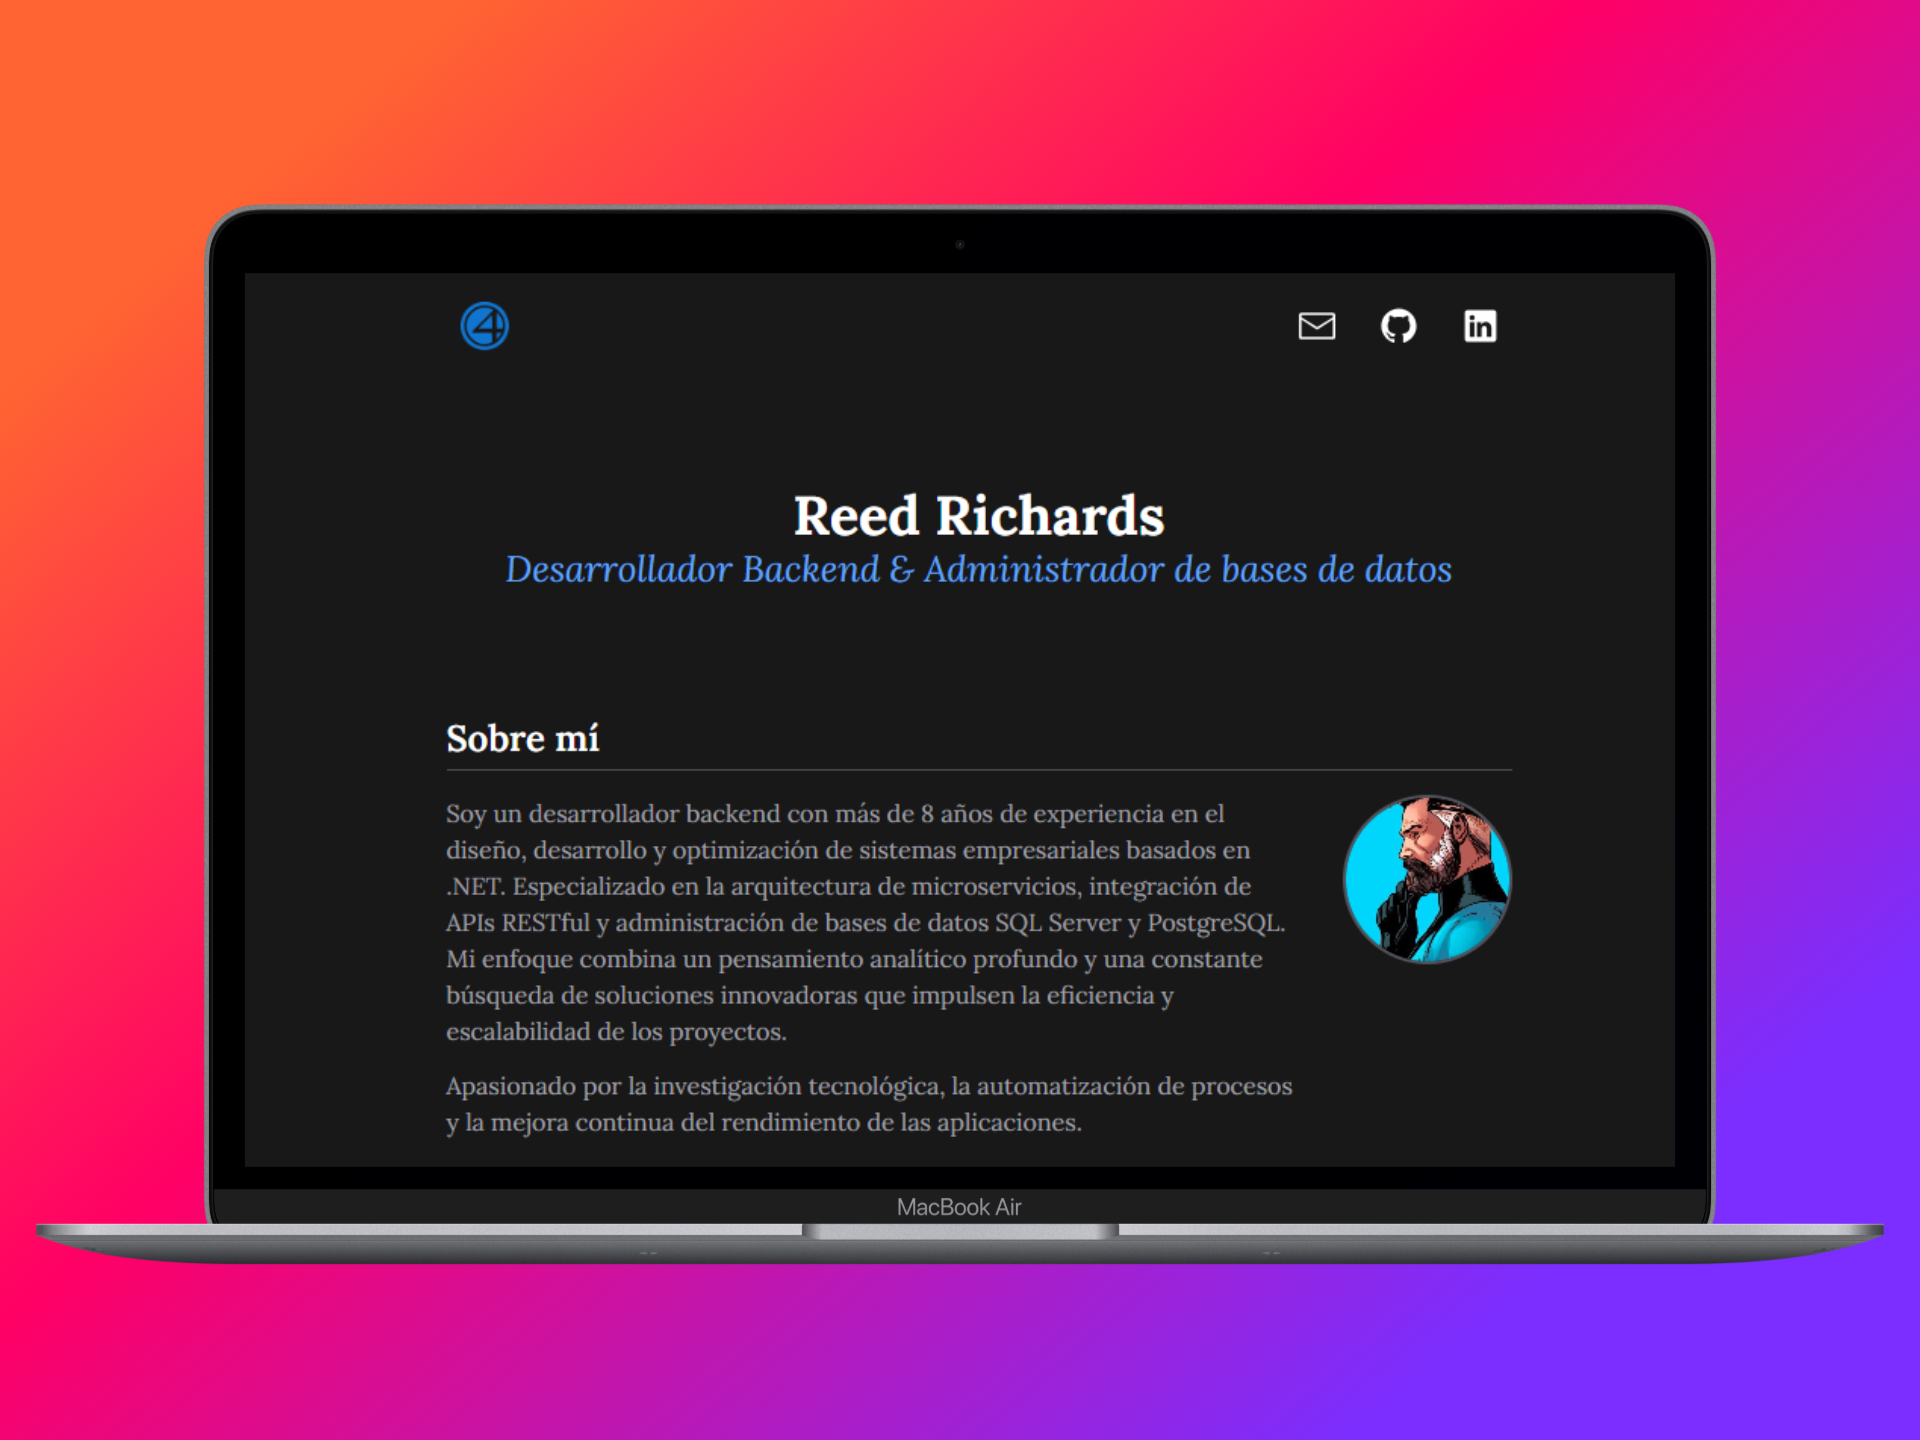 4
in
Reed Richards
Desarrollador Backend & Administrador de bases de datos
Sobre mí
Soy un desarrollador backend con más de 8 años de experiencia en el
diseño, desarrollo y optimización de sistemas empresariales basados en
.NET. Especializado en la arquitectura de microservicios, integración de
APIs RESTful y administración de bases de datos SQL Server y PostgreSQL.
Mi enfoque combina un pensamiento analítico profundo y una constante
búsqueda de soluciones innovadoras que impulsen la eficiencia y
escalabilidad de los proyectos.
Apasionado por la investigación tecnológica, la automatización de procesos
y la mejora continua del rendimiento de las aplicaciones.
MacBook Air